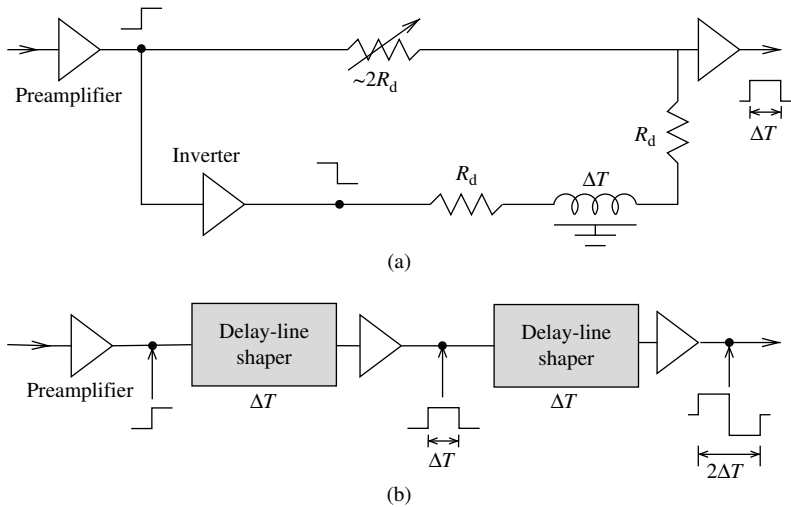 Preamplifier
~2R_d
ΔT
Inverter
R_d
R_d
ΔT
(a)
Delay-line
shaper
Delay-line
shaper
Preamplifier
ΔT
ΔT
ΔT
2ΔT
(b)